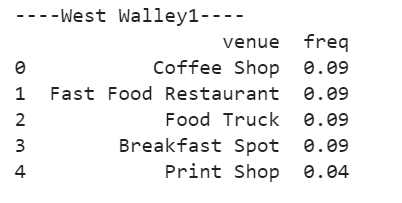 ----West Walley1----
venue freq
0 Coffee Shop 0.09
1 Fast Food Restaurant 0.09
2 Food Truck 0.09
3 Breakfast Spot 0.09
4 Print Shop 0.04